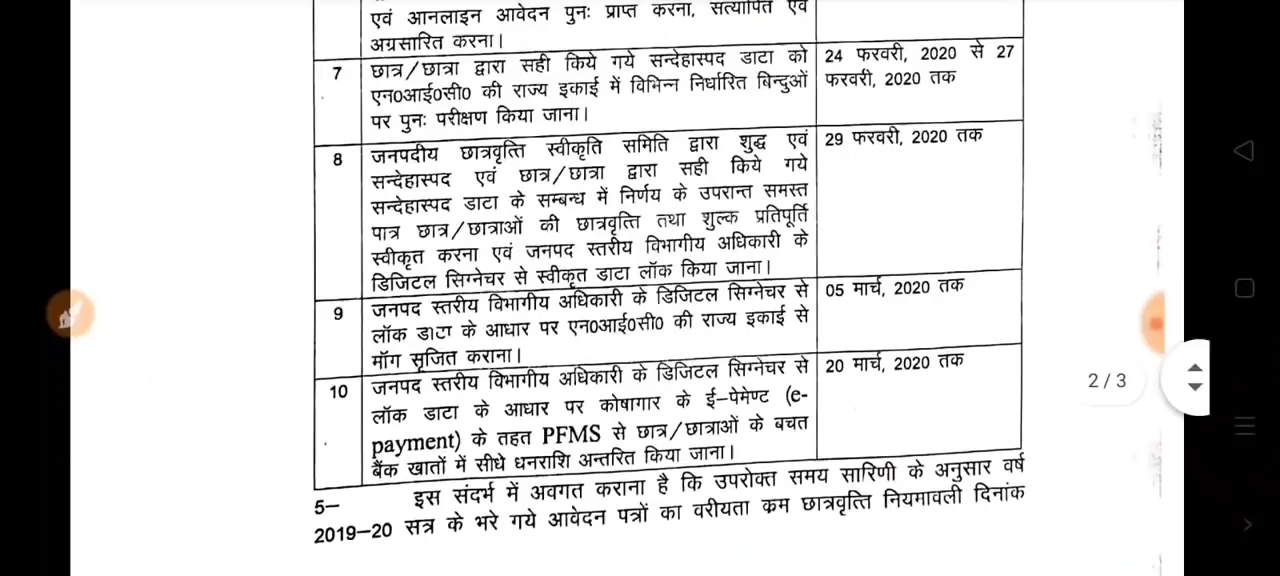 एवं आनलाइन आवेदन पुनः प्राप्त करना, सत्यापित एवं
अग्रसारित करना।
7 छात्र/छात्रा द्वारा सही किये गये सन्देहास्पद डाटा को 24 फरवरी, 2020 से 27
एन0आई0सी0 की राज्य इकाई में विभिन्न निर्धारित बिन्दुओं फरवरी, 2020 तक
पर पुनः परीक्षण किया जाना।
8 जनपदीय छात्रवृत्ति स्वीकृति समिति द्वारा शुद्ध एवं 29 फरवरी, 2020 तक
सन्देहास्पद एवं छात्र/छात्रा द्वारा सही किये गये
सन्देहास्पद डाटा के सम्बन्ध में निर्णय के उपरान्त समस्त
पात्र छात्र/छात्राओं की छात्रवृत्ति तथा शुल्क प्रतिपूर्ति
स्वीकृत करना एवं जनपद स्तरीय विभागीय अधिकारी के
डिजिटल सिग्नेचर से स्वीकृत डाटा लॉक किया जाना।
9 जनपद स्तरीय विभागीय अधिकारी के डिजिटल सिग्नेचर से 05 मार्च, 2020 तक
लॉक डाटा के आधार पर एन0आई0सी0 की राज्य इकाई से
मॉग सृजित कराना।
10 जनपद स्तरीय विभागीय अधिकारी के डिजिटल सिग्नेचर से 20 मार्च, 2020 तक
लॉक डाटा के आधार पर कोषागार के ई-पेमेण्ट (e-
payment) के तहत PFMS से छात्र/छात्राओं के बचत
बैंक खातों में सीधे धनराशि अन्तरित किया जाना।
5- इस संदर्भ में अवगत कराना है कि उपरोक्त समय सारिणी के अनुसार वर्ष
2019-20 सत्र के भरे गये आवेदन पत्रों का वरीयता क्रम छात्रवृत्ति नियमावली दिनांक
2/3